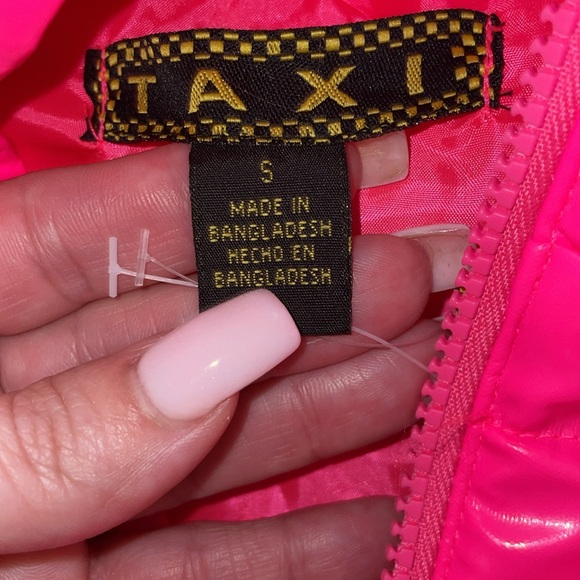 TAXI
S
MADE IN
BANGLADESH
HECHO EN
BANGLADESH